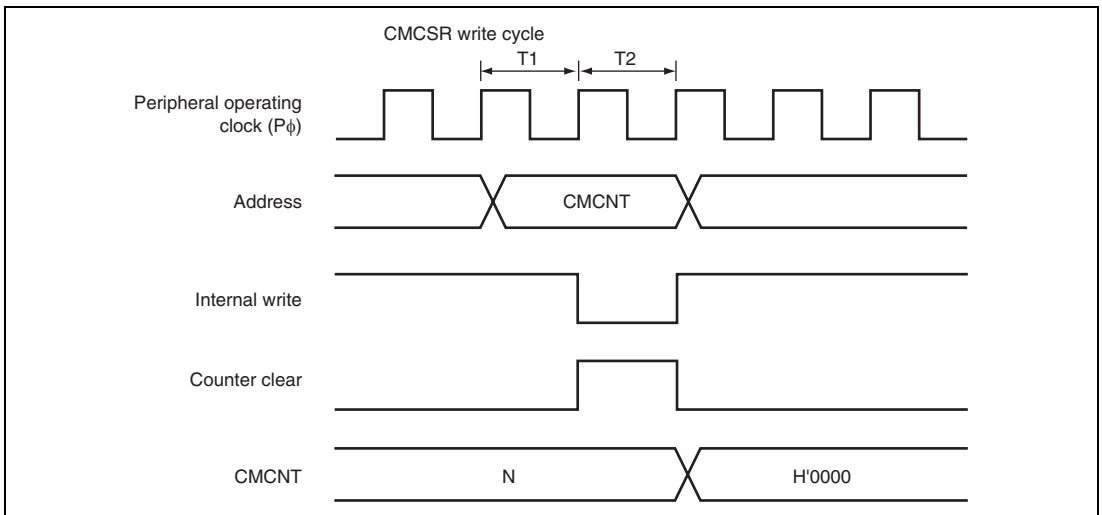 CMCSR write cycle
T1 T2
Peripheral operating
clock (Pϕ)
Address CMCNT
Internal write
Counter clear
CMCNT N H'0000